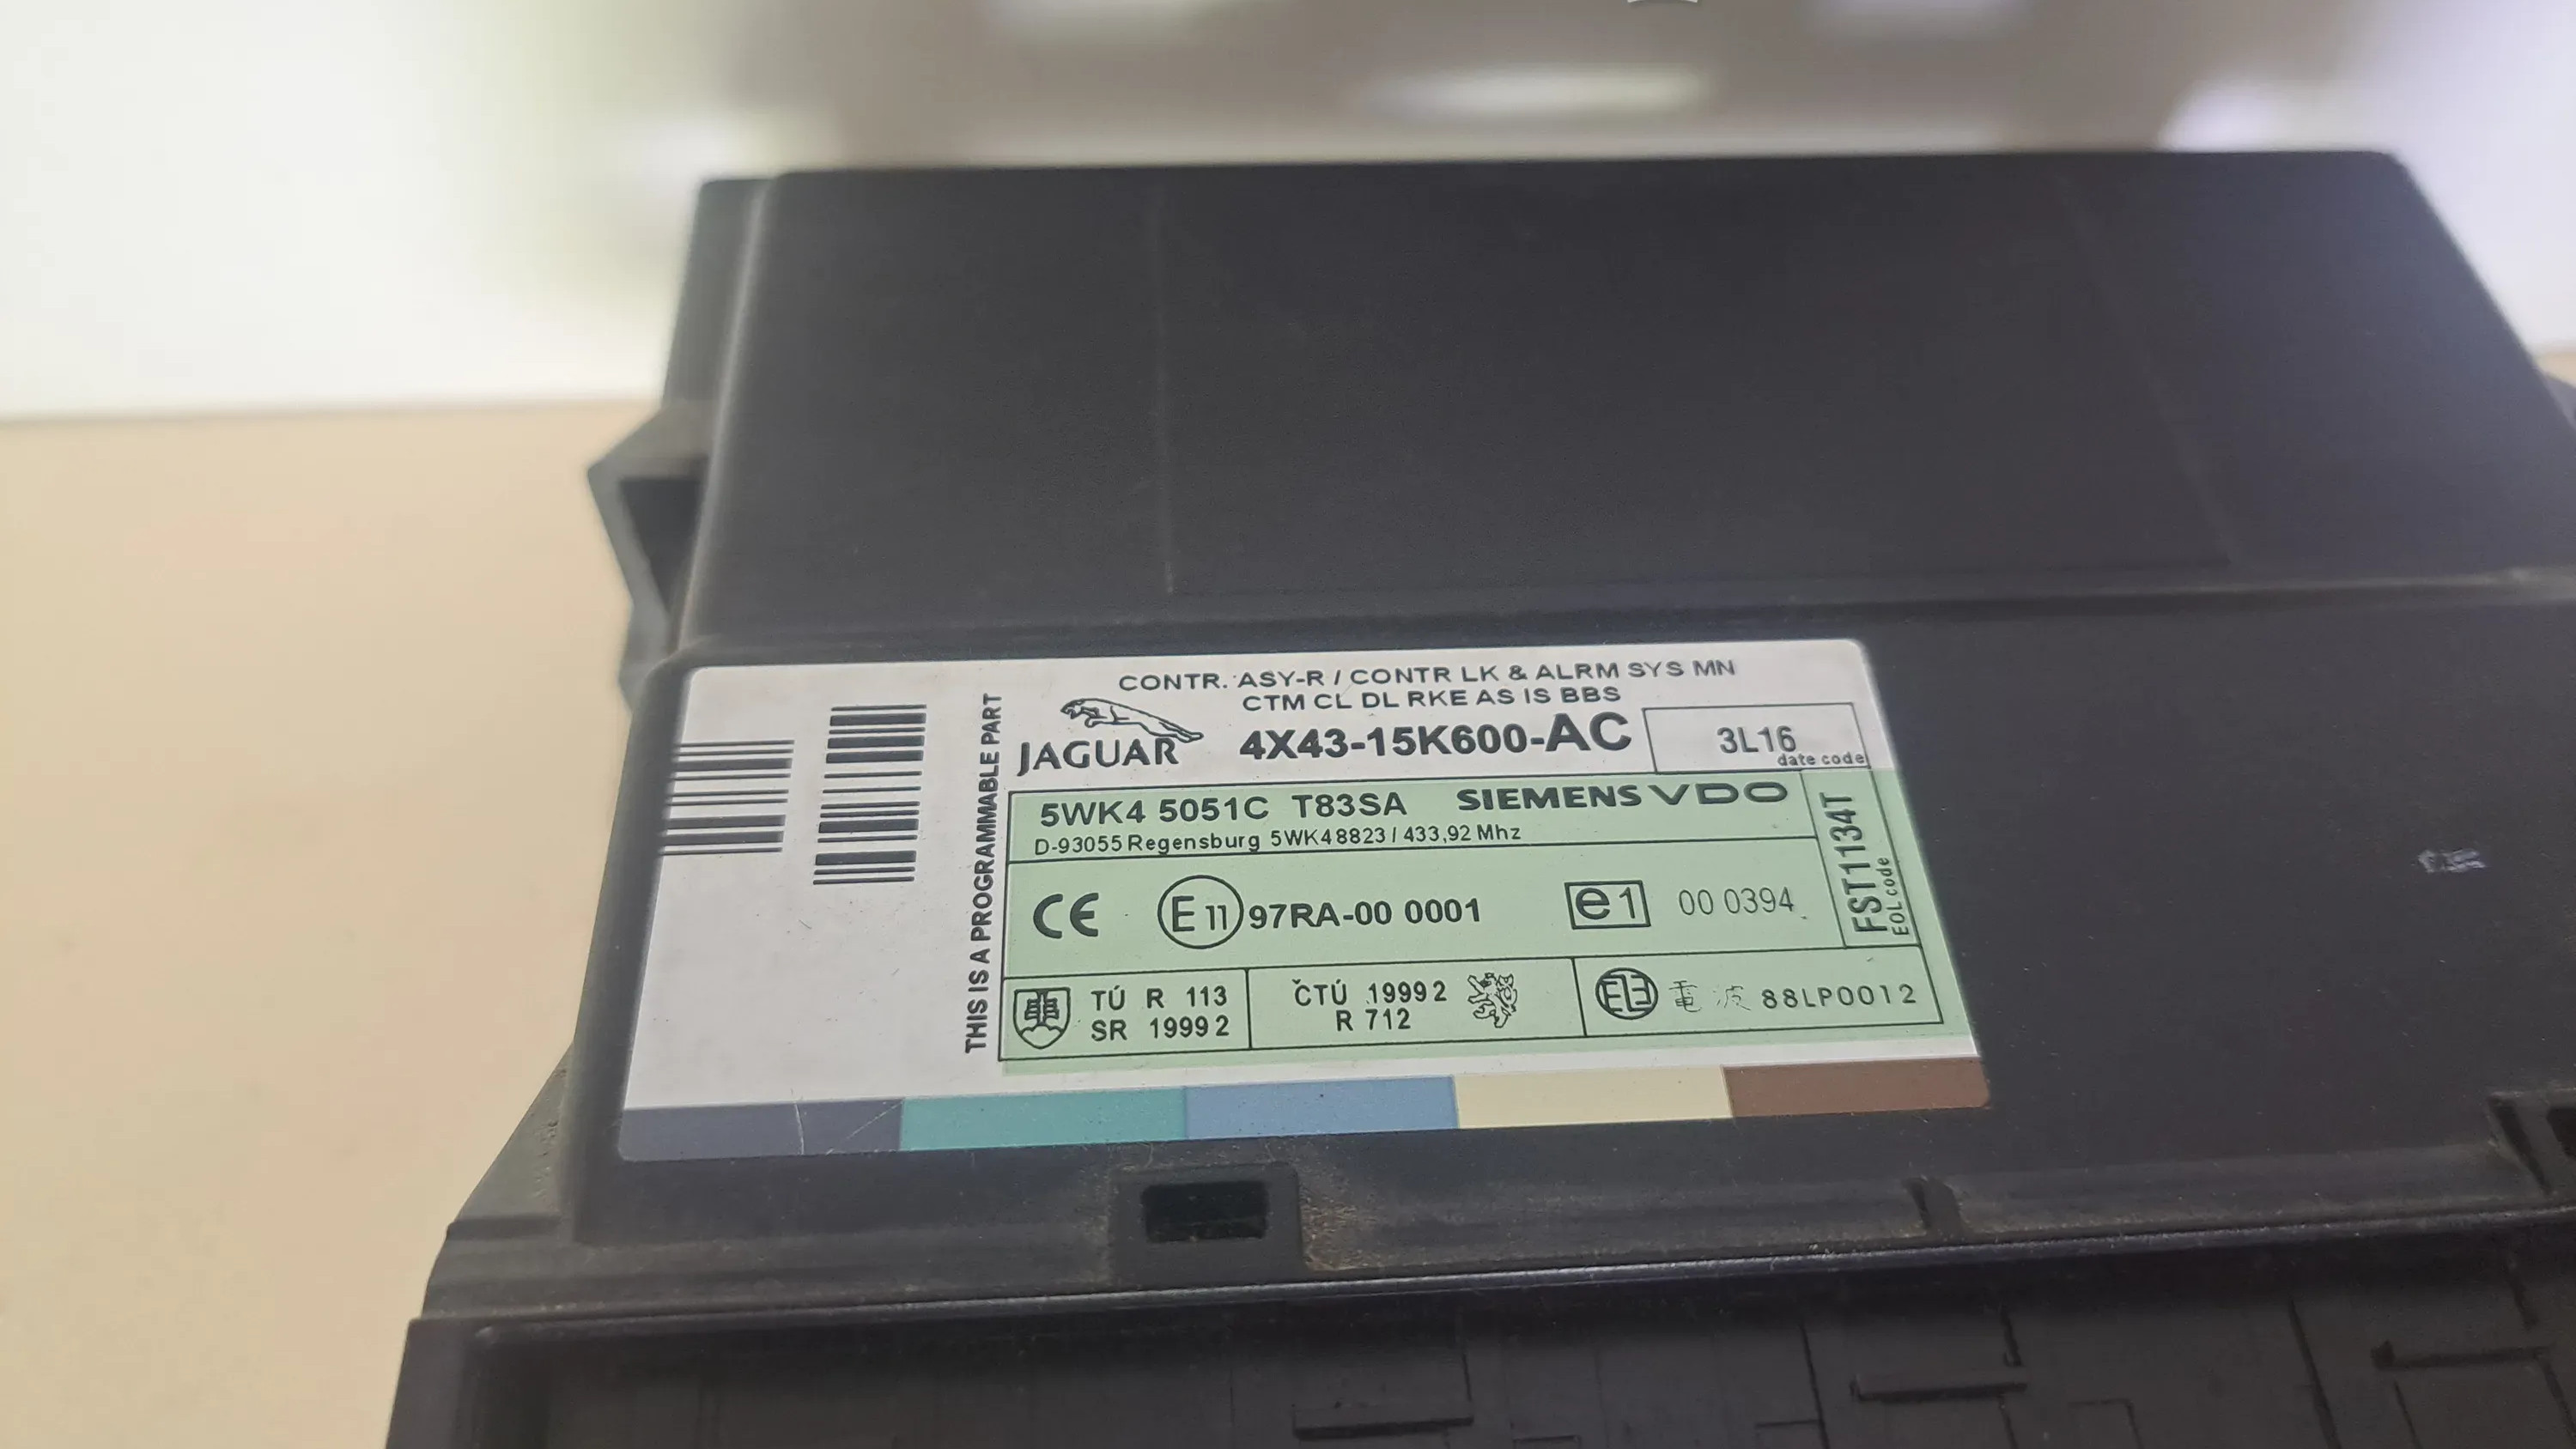 CONTR. ASY-R / CONTR LK & ALRM SYS MN
CTM CL DL RKE AS IS BBS
JAGUAR
4X43-15K600-AC
3L16
date code
THIS IS A PROGRAMMABLE PART
5WK4 5051C T83SA SIEMENS VDO
D-93055 Regensburg 5WK48823 / 433,92 Mhz
FST1134T
EOL code
CE E11 97RA-00 0001 e1 00 0394
TÚ R 113
SR 1999 2
ČTÚ 1999 2
R 712
電波 88LP0012